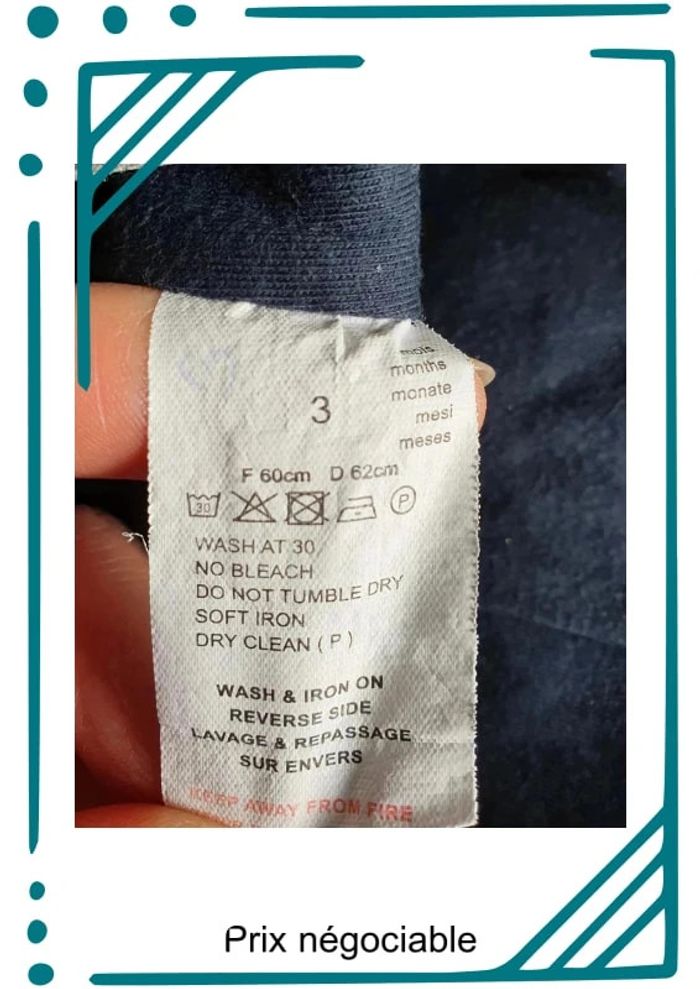 mois
months
3
monate
mesi
meses
F 60cm D 62cm
30
P
WASH AT 30
NO BLEACH
DO NOT TUMBLE DRY
SOFT IRON
DRY CLEAN ( P )
WASH & IRON ON
REVERSE SIDE
LAVAGE & REPASSAGE
SUR ENVERS
KEEP AWAY FROM FIRE
Prix négociable